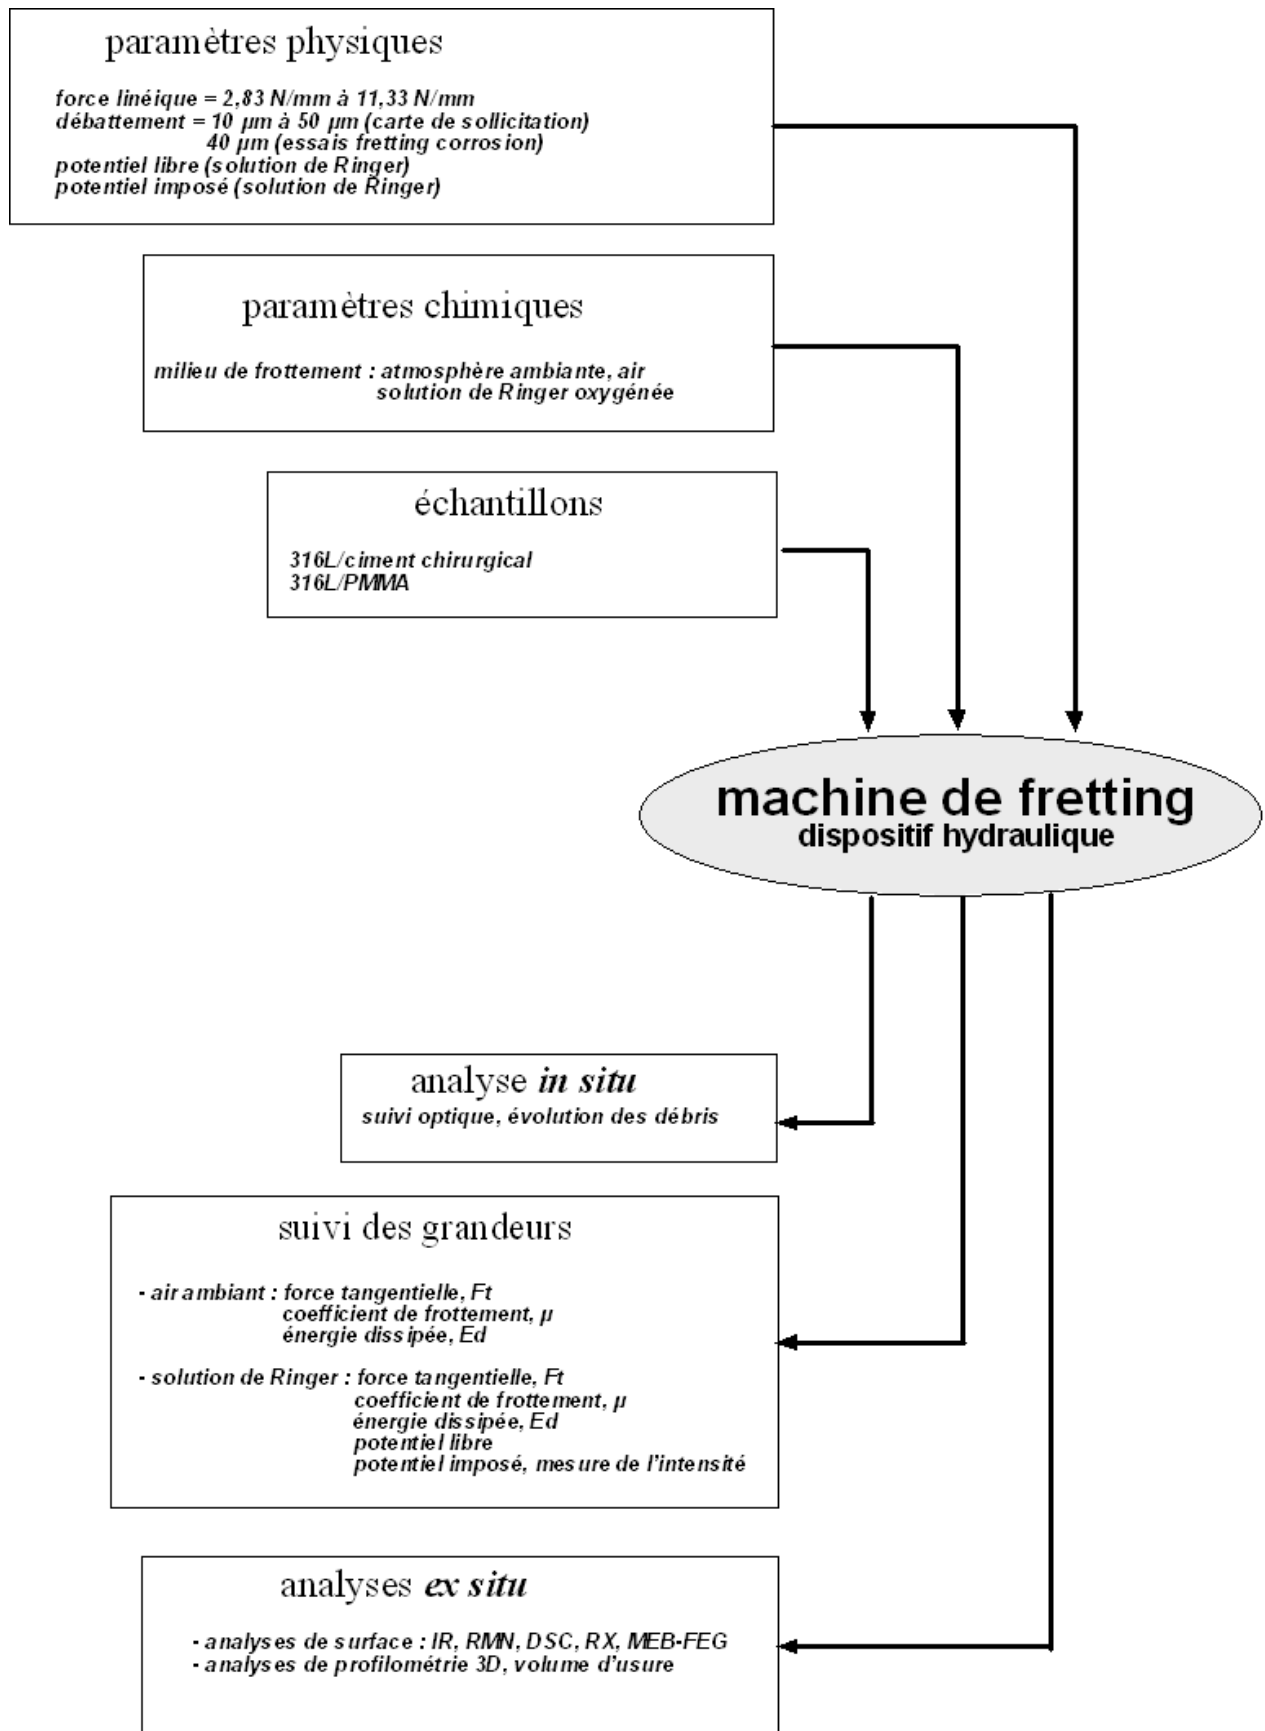 paramètres physiques
force linéique = 2,83 N/mm à 11,33 N/mm
débattement = 10 µm à 50 µm (carte de sollicitation)
40 µm (essais fretting corrosion)
potentiel libre (solution de Ringer)
potentiel imposé (solution de Ringer)
paramètres chimiques
milieu de frottement : atmosphère ambiante, air
solution de Ringer oxygénée
échantillons
316L/ciment chirurgical
316L/PMMA
machine de fretting
dispositif hydraulique
analyse in situ
suivi optique, évolution des débris
suivi des grandeurs
- air ambiant : force tangentielle, Ft
coefficient de frottement, µ
énergie dissipée, Ed
- solution de Ringer : force tangentielle, Ft
coefficient de frottement, µ
énergie dissipée, Ed
potentiel libre
potentiel imposé, mesure de l'intensité
analyses ex situ
- analyses de surface : IR, RMN, DSC, RX, MEB-FEG
- analyses de profilométrie 3D, volume d'usure